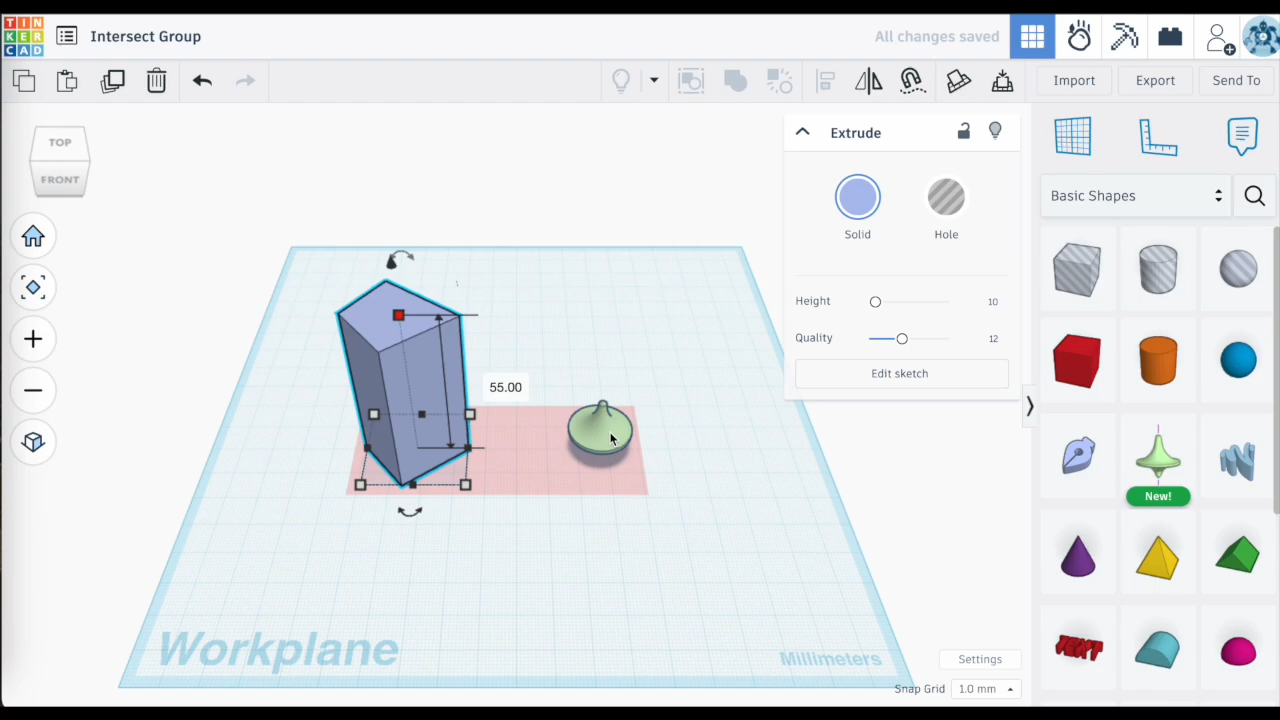 TIN
KER
CAD
Intersect Group
All changes saved
Import
Export
Send To
TOP
FRONT
Extrude
Solid
Hole
Height
10
Quality
12
Edit sketch
Basic Shapes
New!
TEXT
55.00
Workplane
Millimeters
Settings
Snap Grid
1.0 mm